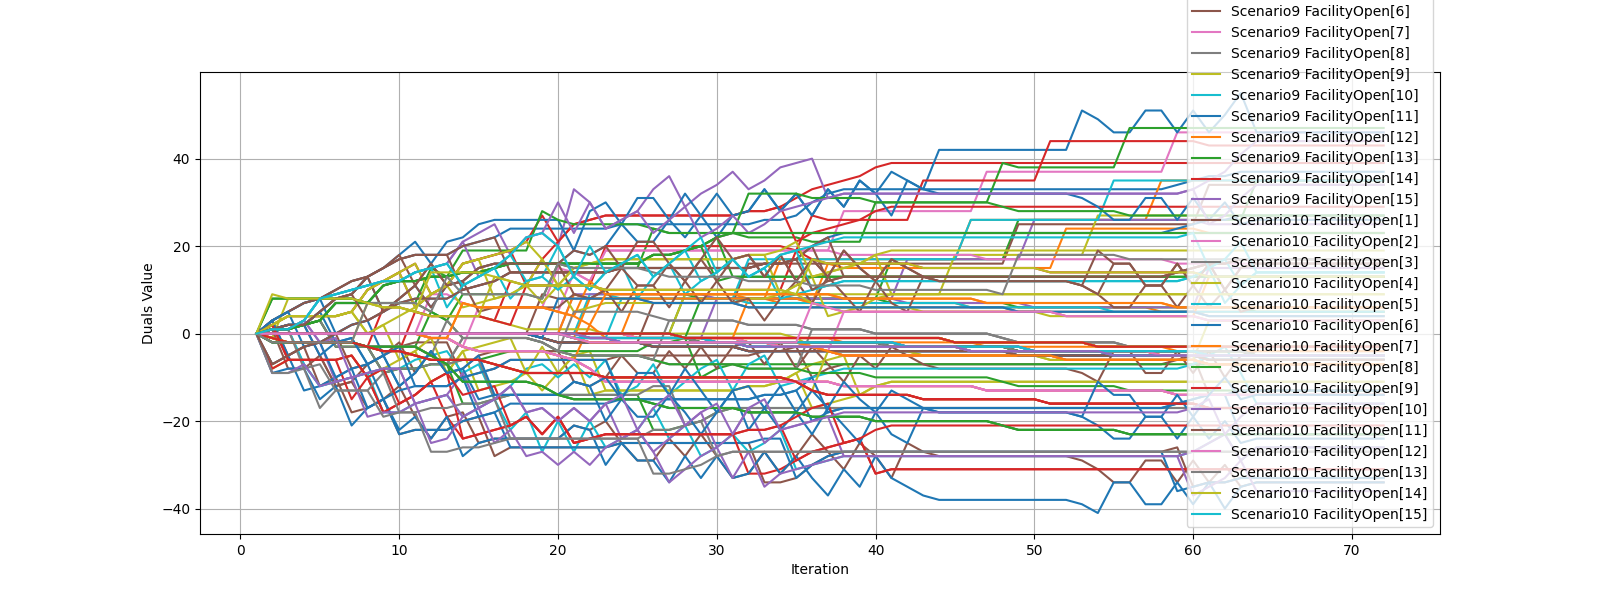 Scenario9 FacilityOpen[6]
Scenario9 FacilityOpen[7]
Scenario9 FacilityOpen[8]
Scenario9 FacilityOpen[9]
Scenario9 FacilityOpen[10]
Scenario9 FacilityOpen[11]
Scenario9 FacilityOpen[12]
Scenario9 FacilityOpen[13]
Scenario9 FacilityOpen[14]
Scenario9 FacilityOpen[15]
Scenario10 FacilityOpen[1]
Scenario10 FacilityOpen[2]
Scenario10 FacilityOpen[3]
Scenario10 FacilityOpen[4]
Scenario10 FacilityOpen[5]
Scenario10 FacilityOpen[6]
Scenario10 FacilityOpen[7]
Scenario10 FacilityOpen[8]
Scenario10 FacilityOpen[9]
Scenario10 FacilityOpen[10]
Scenario10 FacilityOpen[11]
Scenario10 FacilityOpen[12]
Scenario10 FacilityOpen[13]
Scenario10 FacilityOpen[14]
Scenario10 FacilityOpen[15]
Duals Value
40
20
0
−20
−40
0 10 20 30 40 50 60 70
Iteration